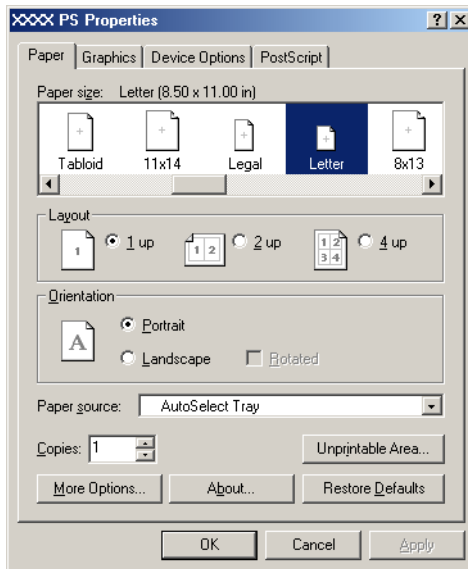 XXXX PS Properties
Paper Graphics Device Options PostScript
Paper size: Letter (8.50 x 11.00 in)
Tabloid 11x14 Legal Letter 8x13
Layout
1 1 up 1 2 2 up 1 2 3 4 4 up
Orientation
A Portrait
Landscape Rotated
Paper source: AutoSelect Tray
Copies: 1 Unprintable Area...
More Options... About... Restore Defaults
OK Cancel Apply